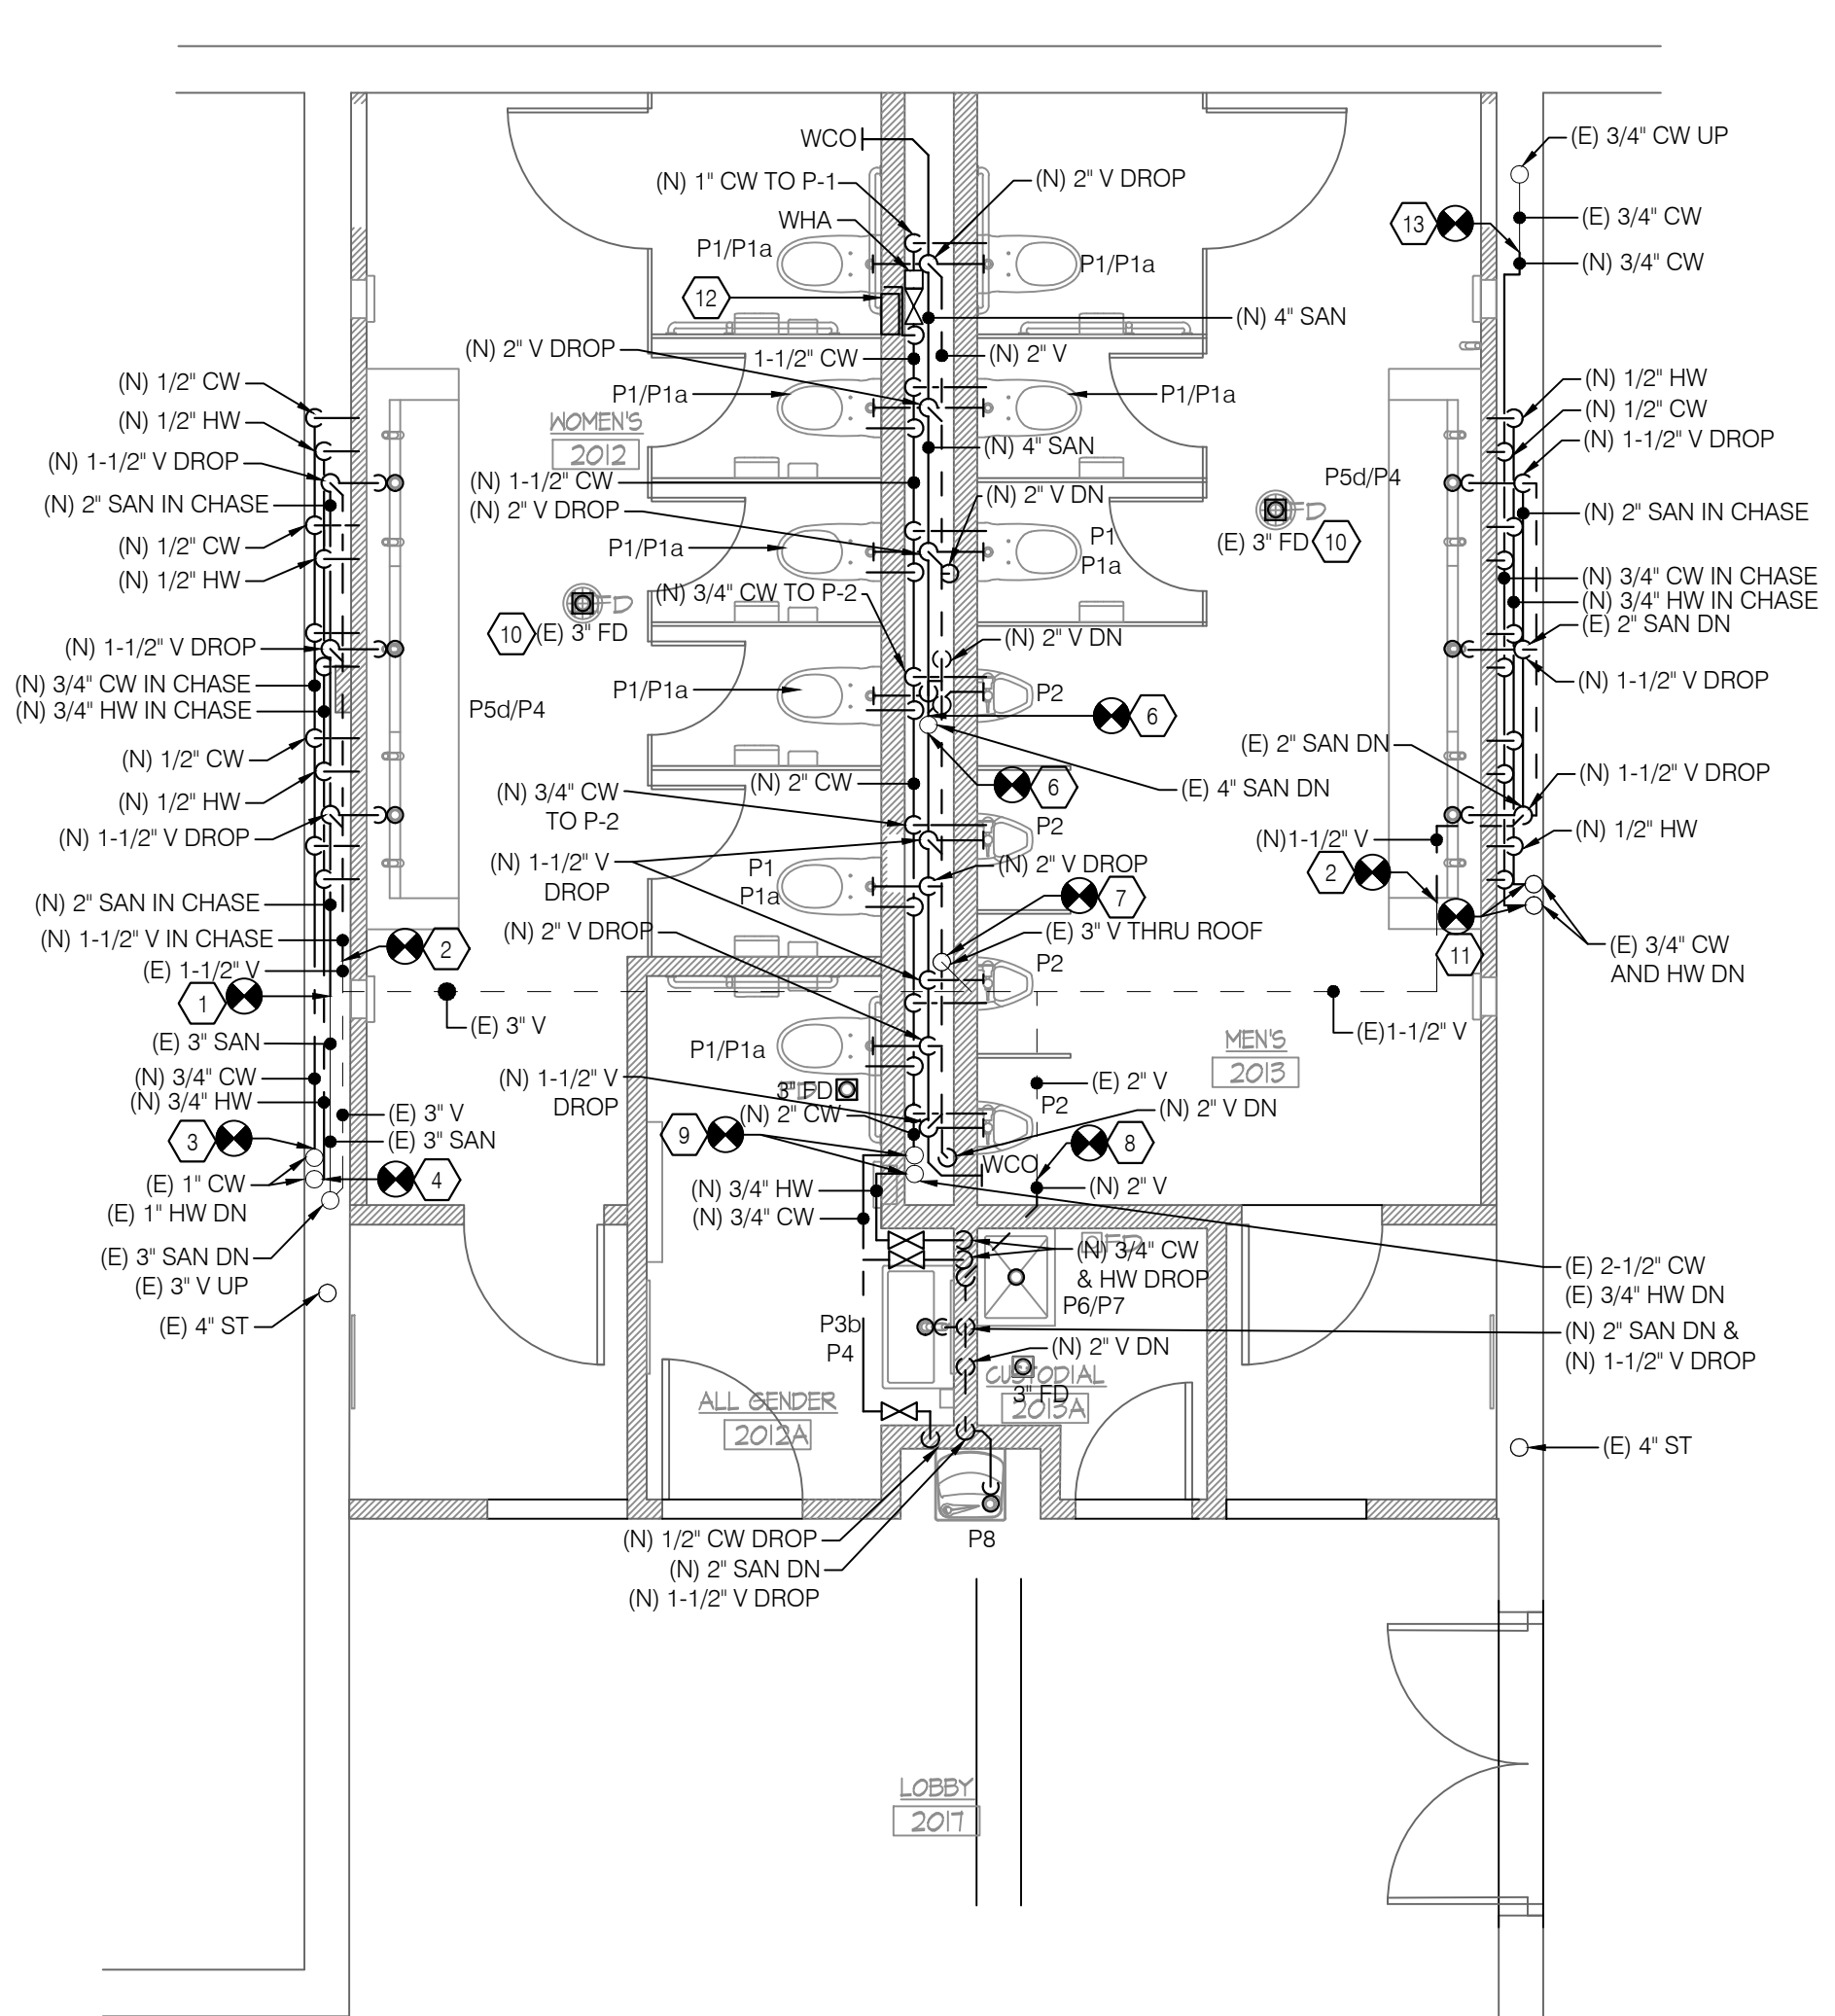 WCO
(N) 1" CW TO P-1
WHA
P1/P1a
12
(N) 2" V DROP
1-1/2" CW
P1/P1a
WOMEN'S
2012
(N) 1-1/2" CW
(N) 2" V DROP
P1/P1a
(N) 3/4" CW TO P-2
10
(E) 3" FD
FD
P1/P1a
P5d/P4
(N) 2" CW
(N) 3/4" CW
TO P-2
(N) 1-1/2" V
DROP
P1
P1a
(N) 2" V DROP
(E) 3" V
P1/P1a
(N) 1-1/2" V
DROP
3" FD
(N) 2" CW
9
(N) 3/4" HW
(N) 3/4" CW
P3b
P4
ALL GENDER
2012A
(N) 1/2" CW DROP
(N) 2" SAN DN
(N) 1-1/2" V DROP
(N) 1/2" CW
(N) 1/2" HW
(N) 1-1/2" V DROP
(N) 2" SAN IN CHASE
(N) 1/2" CW
(N) 1/2" HW
(N) 1-1/2" V DROP
(N) 3/4" CW IN CHASE
(N) 3/4" HW IN CHASE
(N) 1/2" CW
(N) 1/2" HW
(N) 1-1/2" V DROP
(N) 2" SAN IN CHASE
(N) 1-1/2" V IN CHASE
2
(E) 1-1/2" V
1
(E) 3" SAN
(N) 3/4" CW
(N) 3/4" HW
(E) 3" V
3
(E) 3" SAN
(E) 1" CW
4
(E) 1" HW DN
(E) 3" SAN DN
(E) 3" V UP
(E) 4" ST
(N) 2" V DROP
P1/P1a
(N) 4" SAN
(N) 2" V
P1/P1a
(N) 4" SAN
(N) 2" V DN
P1
P1a
FD
(E) 3" FD
10
P5d/P4
(N) 2" V DN
P2
6
6
(E) 4" SAN DN
P2
(N) 2" V DROP
7
(E) 3" V THRU ROOF
P2
(E) 2" SAN DN
(N)1-1/2" V
2
11
(E)1-1/2" V
MEN'S
2013
(E) 2" V
P2
(N) 2" V DN
8
WCO
(N) 2" V
FD
(N) 3/4" CW
& HW DROP
P6/P7
(N) 2" V DN
CUSTODIAL
2013A
3" FD
P8
(E) 3/4" CW UP
13
(E) 3/4" CW
(N) 3/4" CW
(N) 1/2" HW
(N) 1/2" CW
(N) 1-1/2" V DROP
(N) 2" SAN IN CHASE
(N) 3/4" CW IN CHASE
(N) 3/4" HW IN CHASE
(E) 2" SAN DN
(N) 1-1/2" V DROP
(N) 1-1/2" V DROP
(N) 1/2" HW
(E) 3/4" CW
AND HW DN
(E) 2-1/2" CW
(E) 3/4" HW DN
(N) 2" SAN DN &
(N) 1-1/2" V DROP
(E) 4" ST
LOBBY
2017